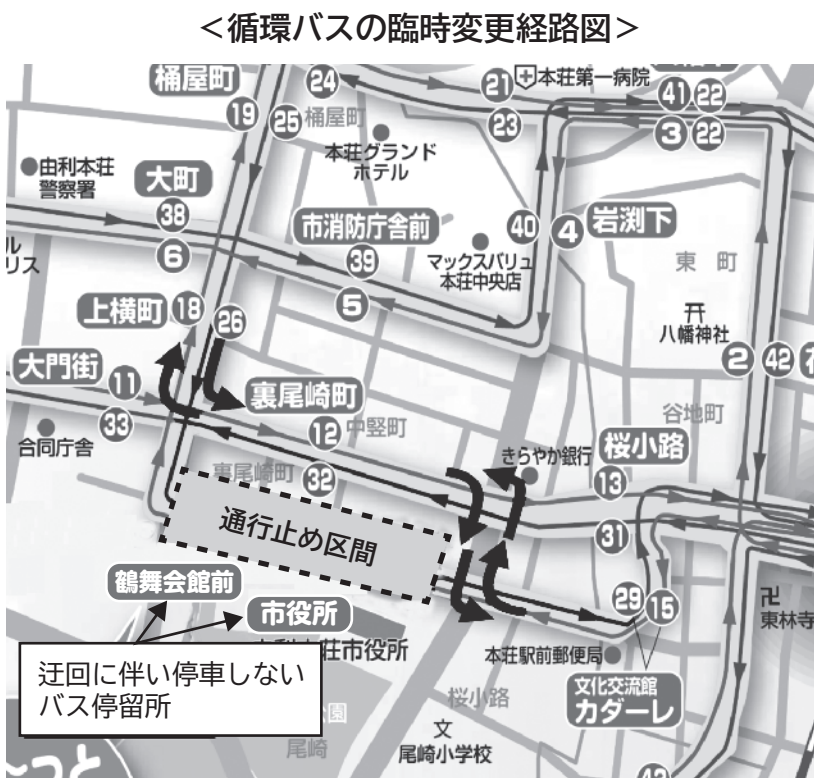 ＜循環バスの臨時変更経路図＞
桶屋町
24
21
本荘第一病院
41
22
19
25
桶屋町
23
3
22
本荘グランド
ホテル
由利本荘
警察署
大町
38
市消防庁舎前
40
4
岩渕下
6
39
マックスバリュ
本荘中央店
東 町
リス
5
上横町
18
26
八幡神社
2
42
大門街
11
裏尾崎町
谷地町
33
12
中竪町
合同庁舎
きらやか銀行
桜小路
裏尾崎町
32
13
通行止め区間
31
鶴舞会館前
29
15
東林寺
市役所
市役所
迂回に伴い停車しない
バス停留所
本荘駅前郵便局
文化交流館
カダーレ
桜小路
園
文
尾崎
尾崎小学校